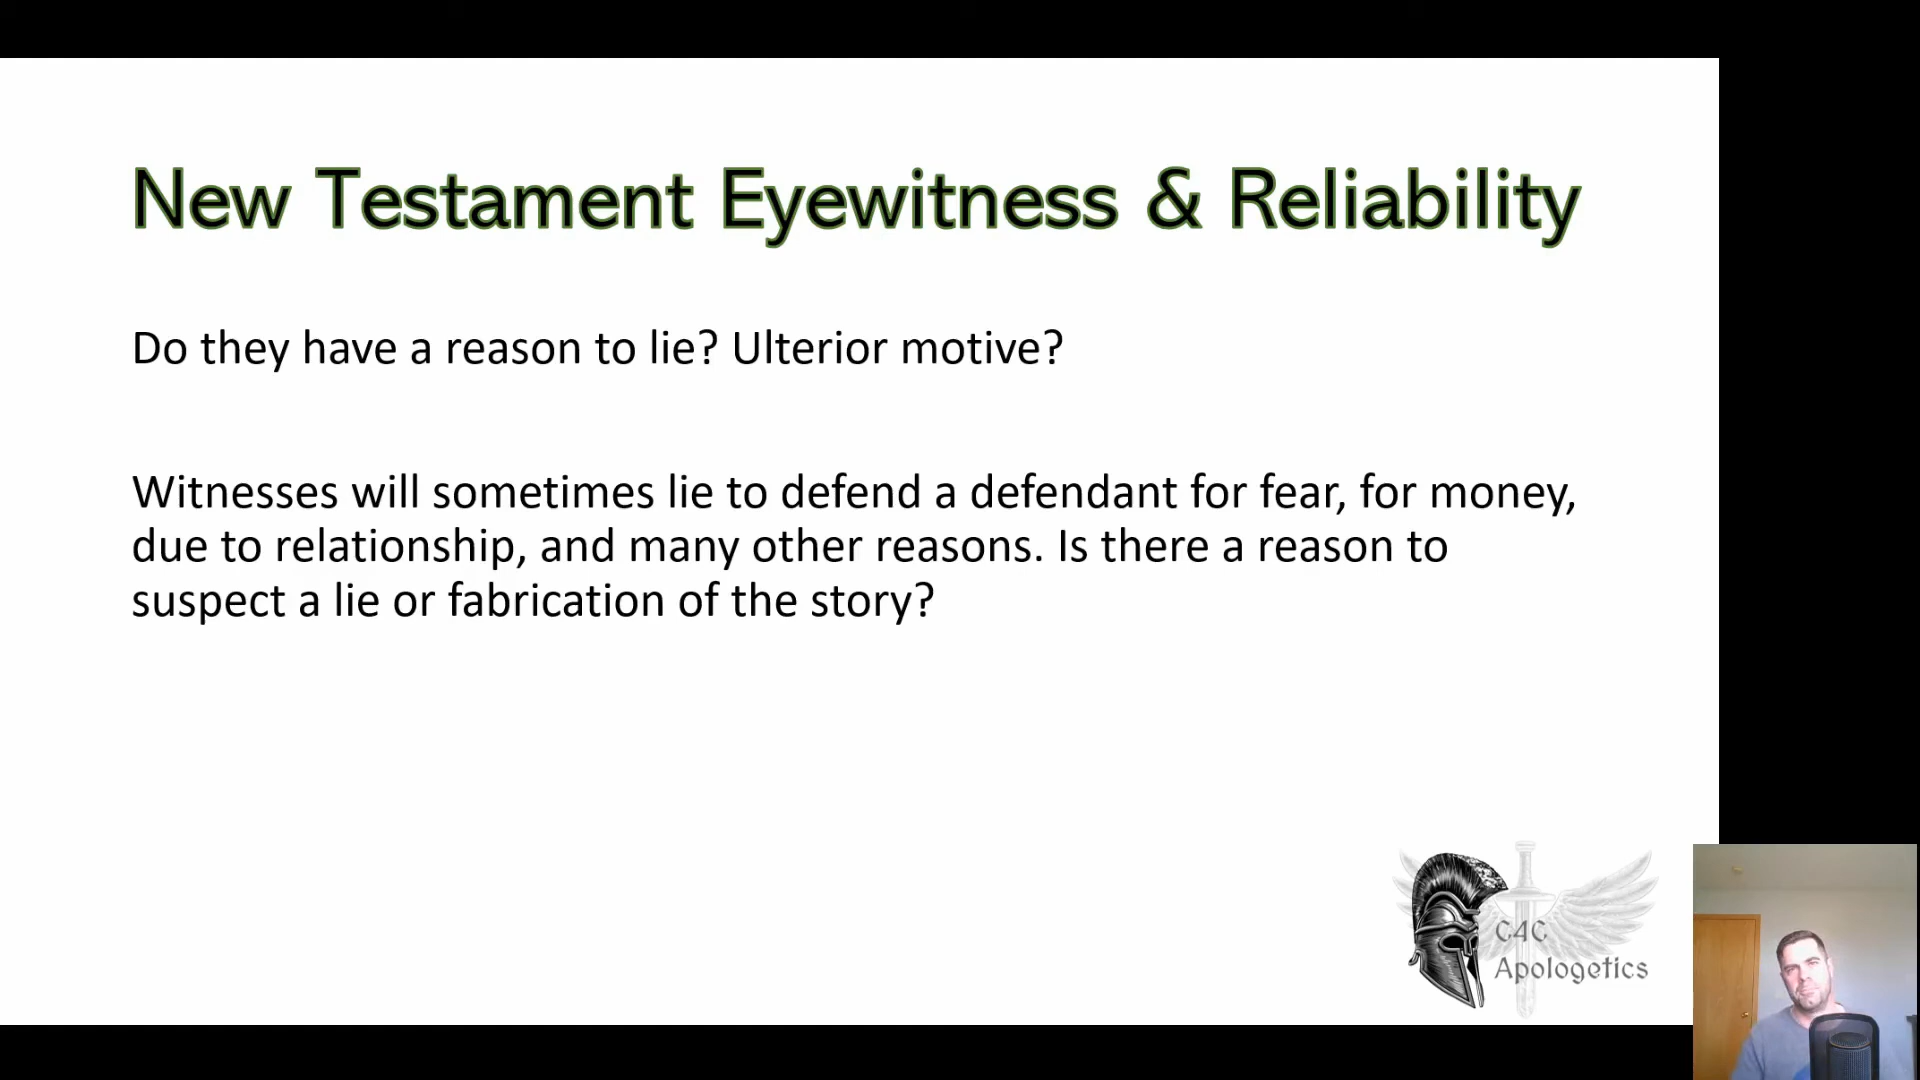 New Testament Eyewitness & Reliability
Do they have a reason to lie? Ulterior motive?
Witnesses will sometimes lie to defend a defendant for fear, for money,
due to relationship, and many other reasons. Is there a reason to
suspect a lie or fabrication of the story?
C4C
Apologetics